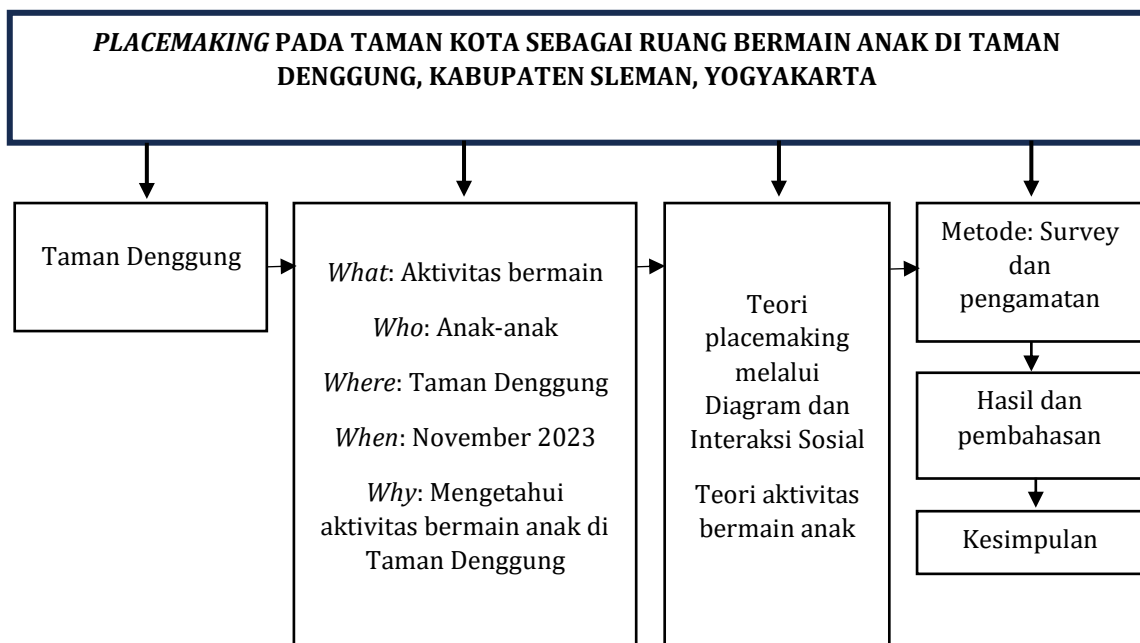 PLACEMAKING PADA TAMAN KOTA SEBAGAI RUANG BERMAIN ANAK DI TAMAN
DENGGUNG, KABUPATEN SLEMAN, YOGYAKARTA
Taman Denggung
What: Aktivitas bermain
Who: Anak-anak
Where: Taman Denggung
When: November 2023
Why: Mengetahui
aktivitas bermain anak di
Taman Denggung
Teori
placemaking
melalui
Diagram dan
Interaksi Sosial
Teori aktivitas
bermain anak
Metode: Survey
dan
pengamatan
Hasil dan
pembahasan
Kesimpulan